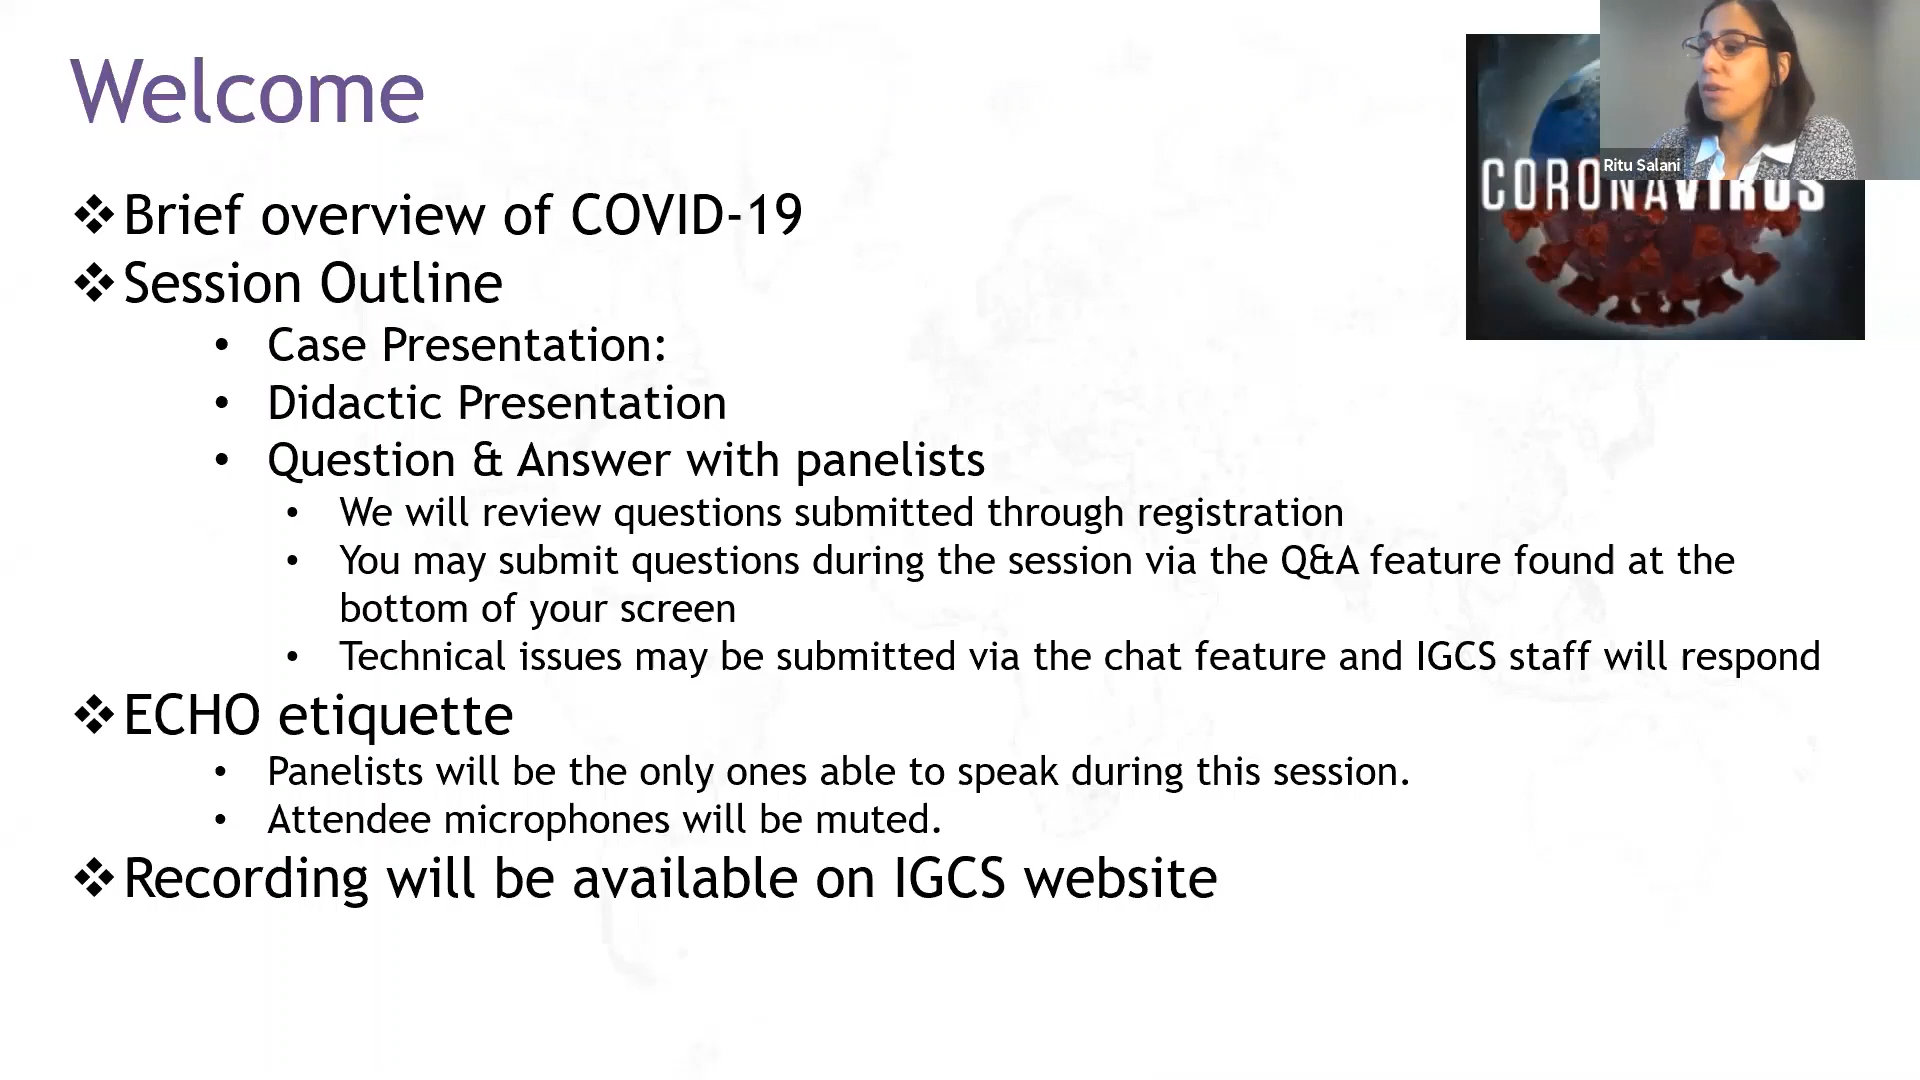 Welcome
Ritu Salani
CORONAVIRUS
❖Brief overview of COVID-19
❖Session Outline
• Case Presentation:
• Didactic Presentation
• Question & Answer with panelists
• We will review questions submitted through registration
• You may submit questions during the session via the Q&A feature found at the
bottom of your screen
• Technical issues may be submitted via the chat feature and IGCS staff will respond
❖ECHO etiquette
• Panelists will be the only ones able to speak during this session.
• Attendee microphones will be muted.
❖Recording will be available on IGCS website